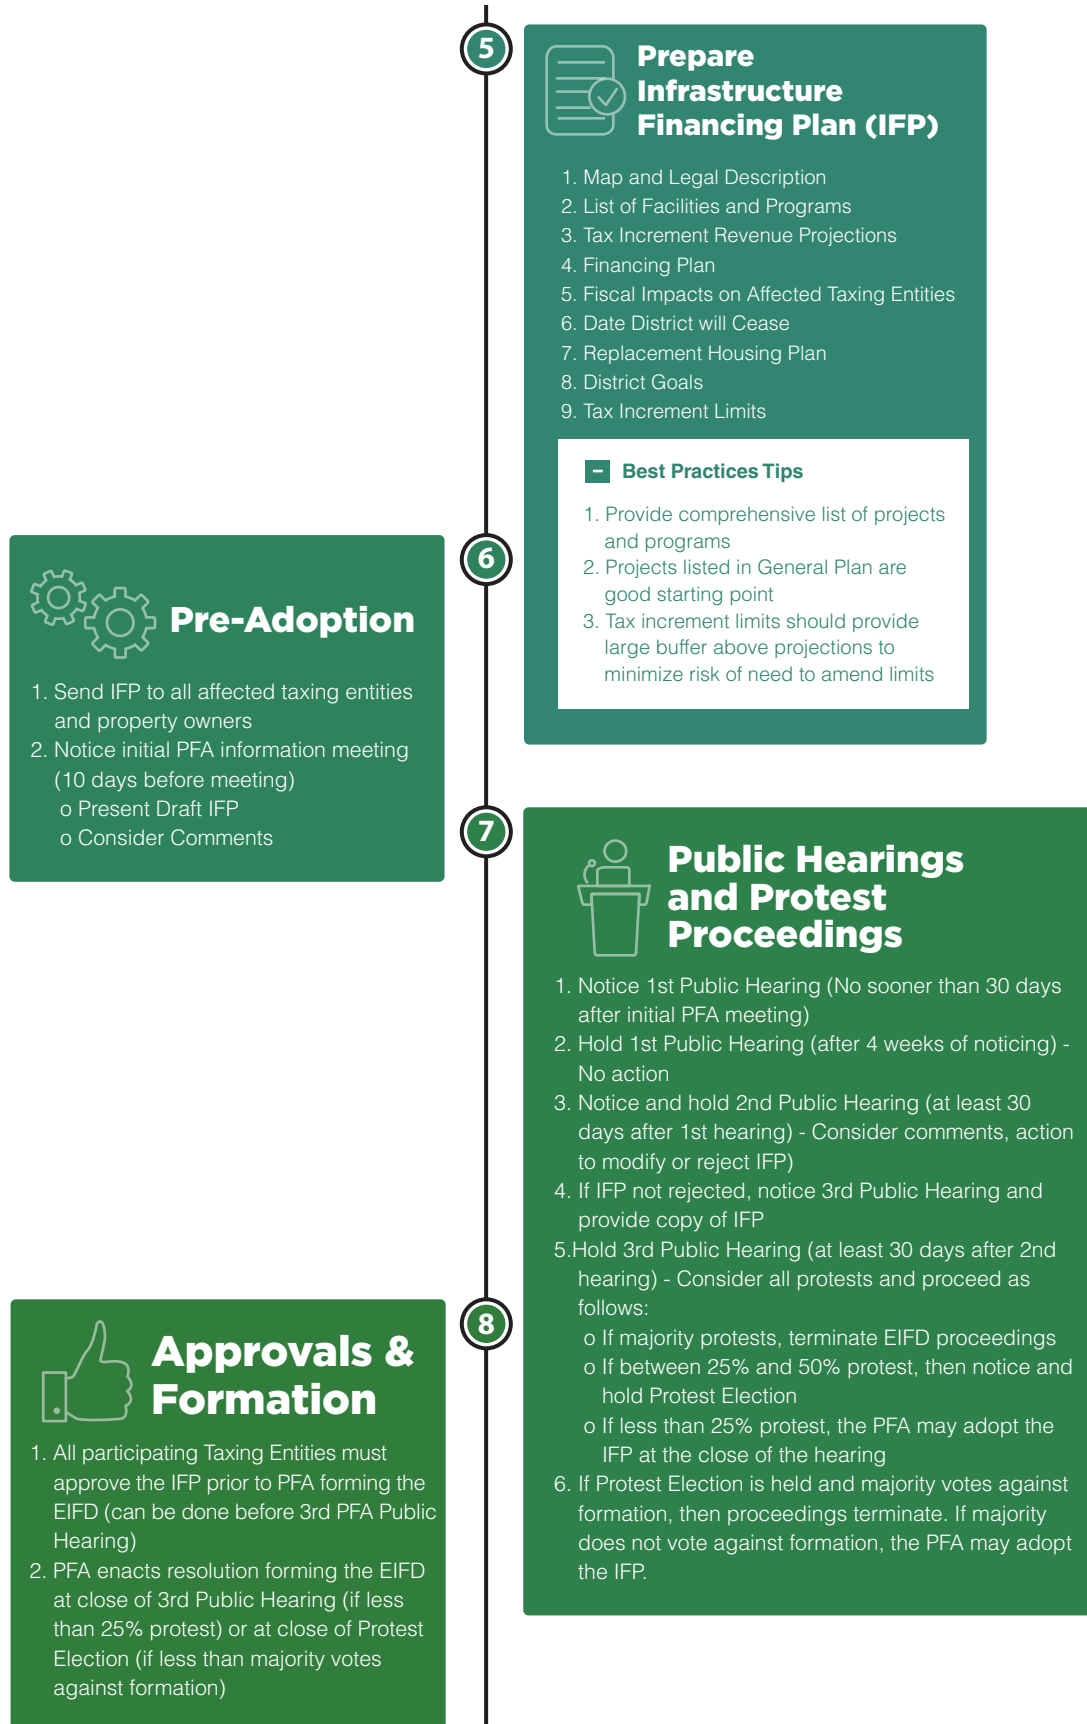 5
Prepare
Infrastructure
Financing Plan (IFP)
1. Map and Legal Description
2. List of Facilities and Programs
3. Tax Increment Revenue Projections
4. Financing Plan
5. Fiscal Impacts on Affected Taxing Entities
6. Date District will Cease
7. Replacement Housing Plan
8. District Goals
9. Tax Increment Limits
– Best Practices Tips
1. Provide comprehensive list of projects
and programs
2. Projects listed in General Plan are
good starting point
3. Tax increment limits should provide
large buffer above projections to
minimize risk of need to amend limits
6
Pre-Adoption
1. Send IFP to all affected taxing entities
and property owners
2. Notice initial PFA information meeting
(10 days before meeting)
o Present Draft IFP
o Consider Comments
7
Public Hearings
and Protest
Proceedings
1. Notice 1st Public Hearing (No sooner than 30 days
after initial PFA meeting)
2. Hold 1st Public Hearing (after 4 weeks of noticing) -
No action
3. Notice and hold 2nd Public Hearing (at least 30
days after 1st hearing) - Consider comments, action
to modify or reject IFP)
4. If IFP not rejected, notice 3rd Public Hearing and
provide copy of IFP
5.Hold 3rd Public Hearing (at least 30 days after 2nd
hearing) - Consider all protests and proceed as
follows:
o If majority protests, terminate EIFD proceedings
o If between 25% and 50% protest, then notice and
hold Protest Election
o If less than 25% protest, the PFA may adopt the
IFP at the close of the hearing
6. If Protest Election is held and majority votes against
formation, then proceedings terminate. If majority
does not vote against formation, the PFA may adopt
the IFP.
8
Approvals &
Formation
1. All participating Taxing Entities must
approve the IFP prior to PFA forming the
EIFD (can be done before 3rd PFA Public
Hearing)
2. PFA enacts resolution forming the EIFD
at close of 3rd Public Hearing (if less
than 25% protest) or at close of Protest
Election (if less than majority votes
against formation)